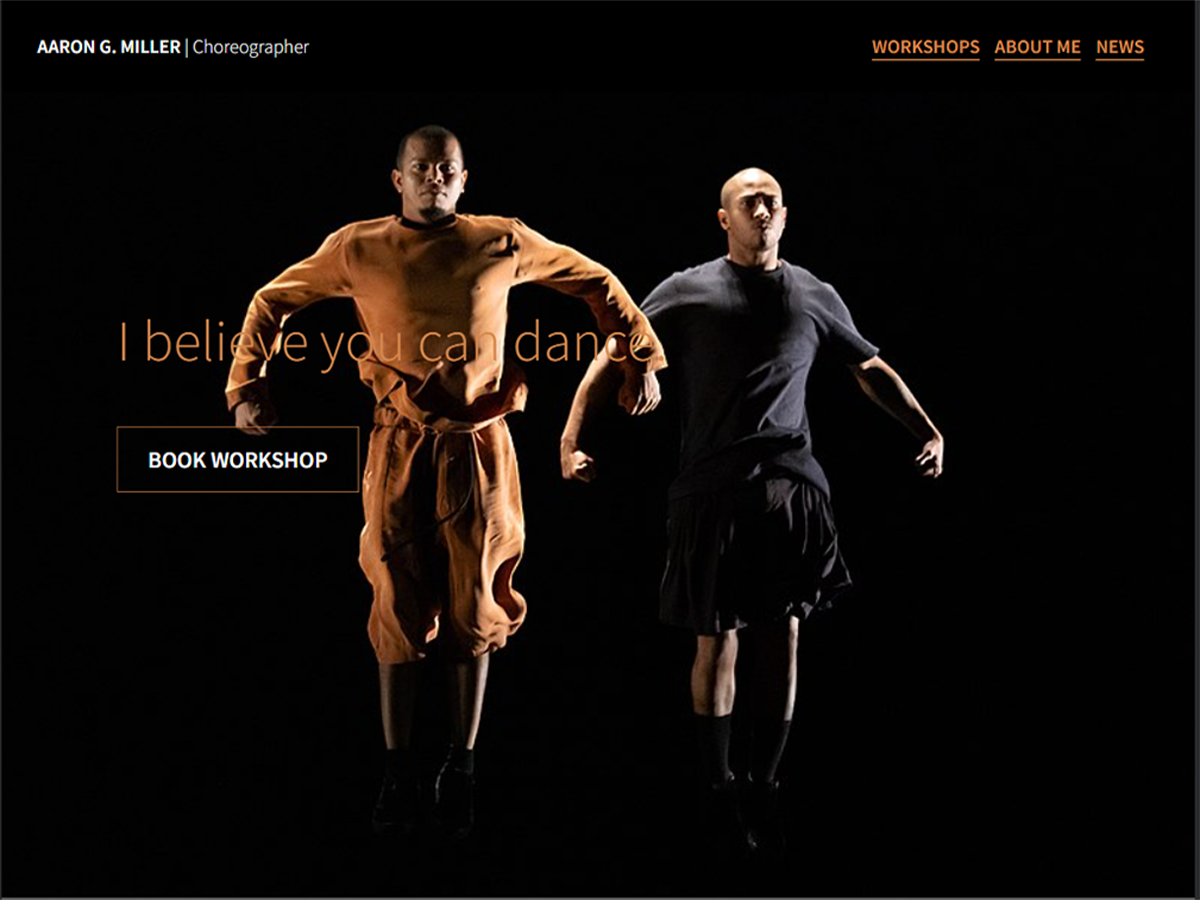 AARON G. MILLER | Choreographer
WORKSHOPS ABOUT ME NEWS
I believe you can dance.
BOOK WORKSHOP